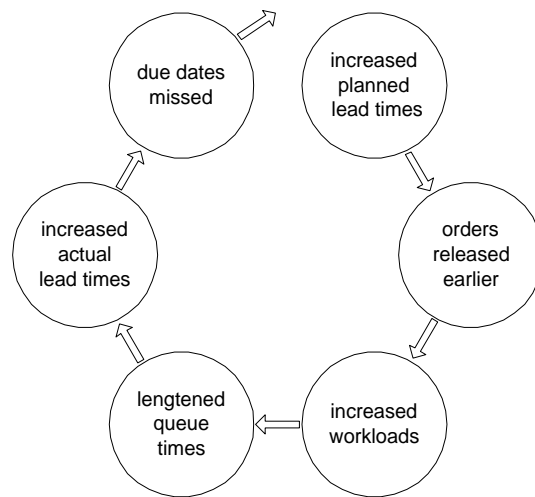 due dates
missed
increased
planned
lead times
orders
released
earlier
increased
workloads
lengtened
queue
times
increased
actual
lead times